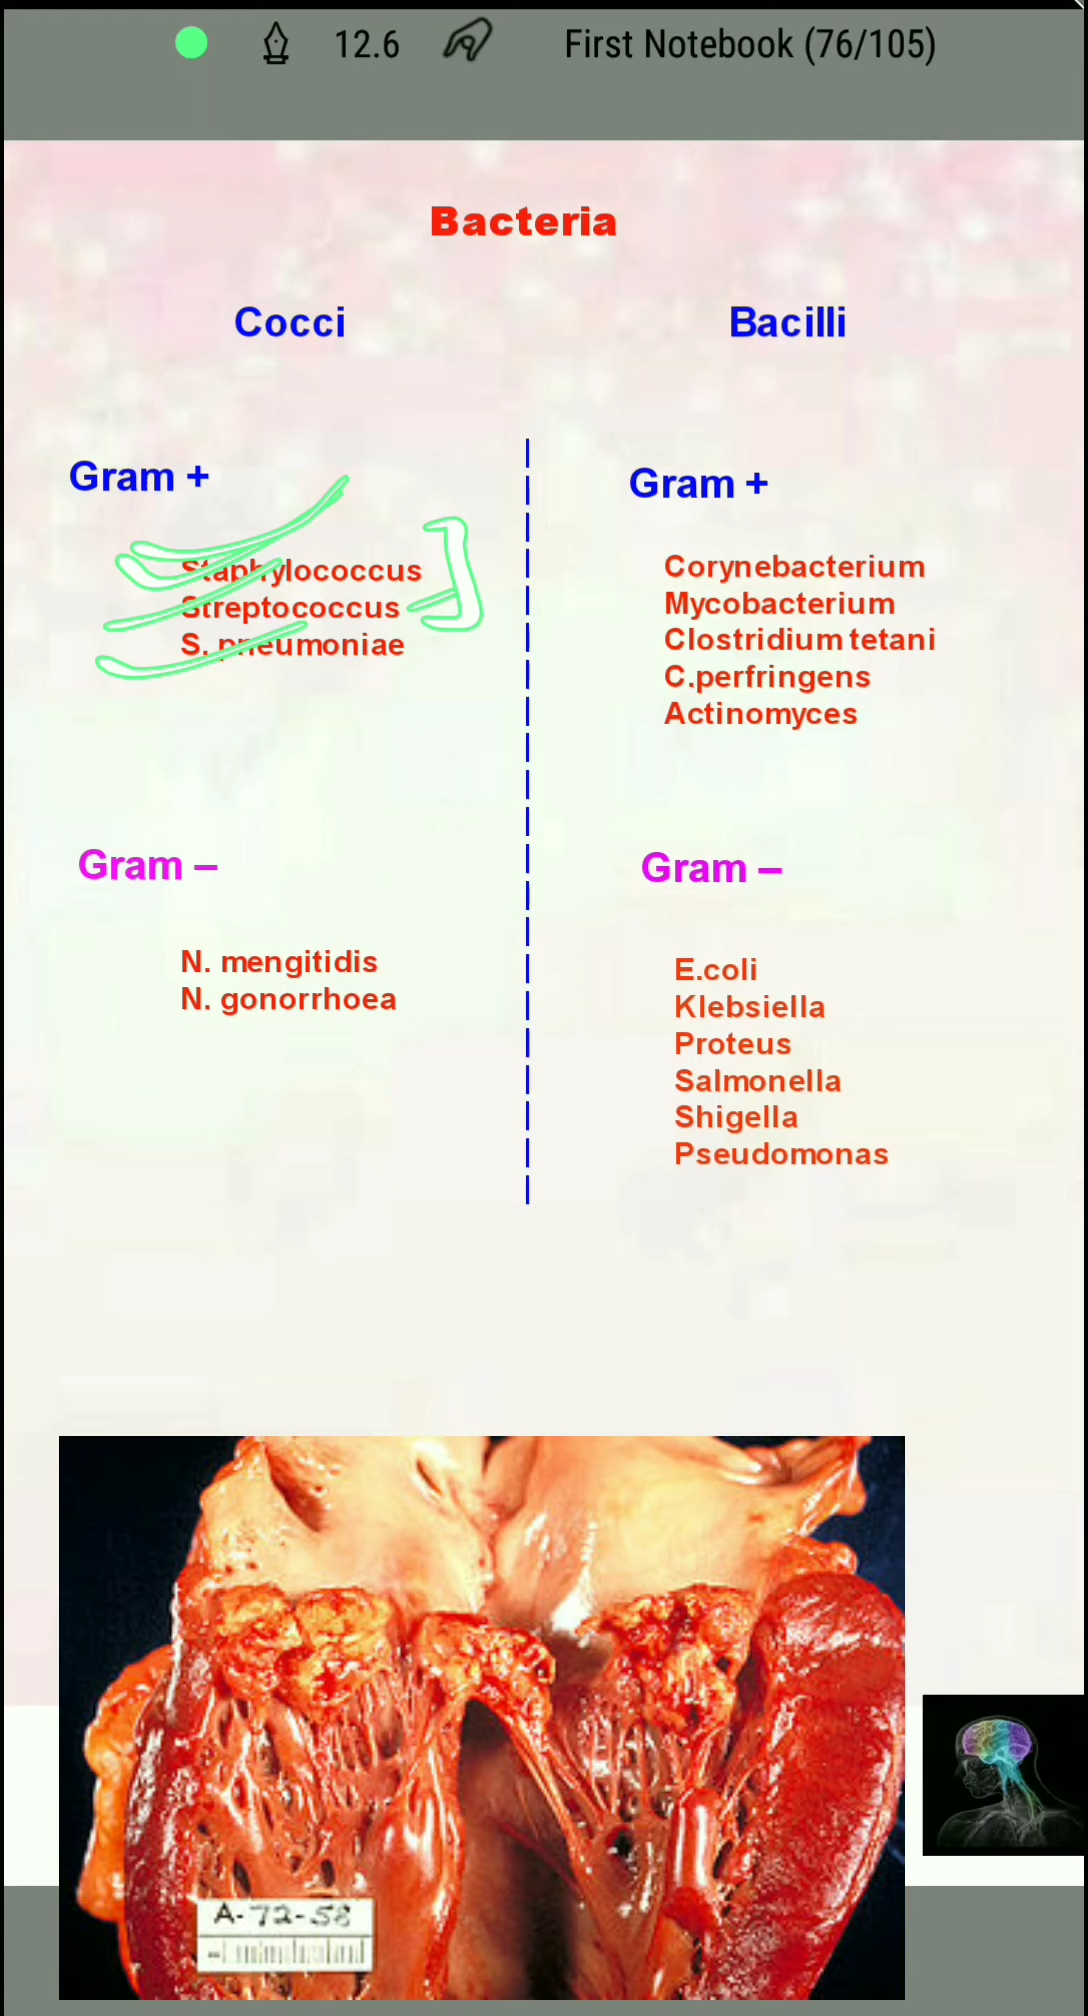 12.6 First Notebook (76/105)
Bacteria
Cocci
Bacilli
Gram +
Staphylococcus
Streptococcus
S. pneumoniae
Gram –
N. mengitidis
N. gonorrhoea
Gram +
Corynebacterium
Mycobacterium
Clostridium tetani
C.perfringens
Actinomyces
Gram –
E.coli
Klebsiella
Proteus
Salmonella
Shigella
Pseudomonas
A-72-58